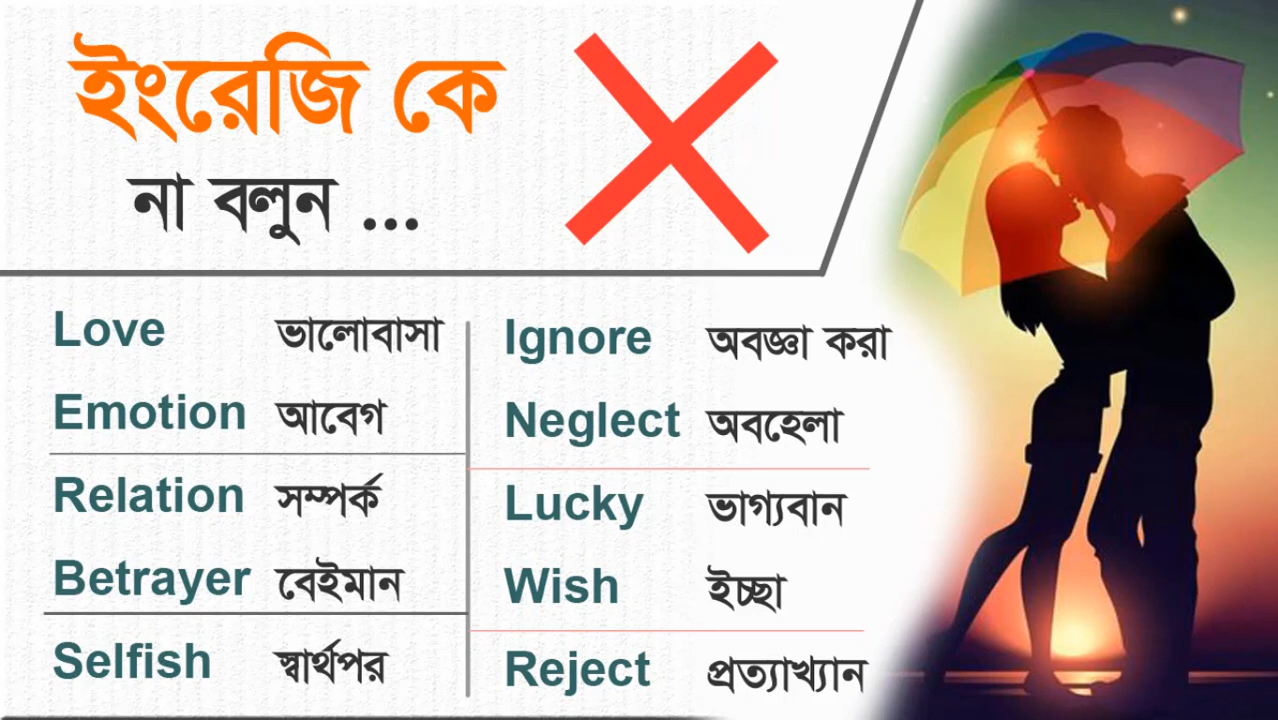 ইংরেজি কে
না বলুন ...
Love ভালোবাসা
Emotion আবেগ
Relation সম্পর্ক
Betrayer বেইমান
Selfish স্বার্থপর
Ignore অবজ্ঞা করা
Neglect অবহেলা
Lucky ভাগ্যবান
Wish ইচ্ছা
Reject প্রত্যাখ্যান